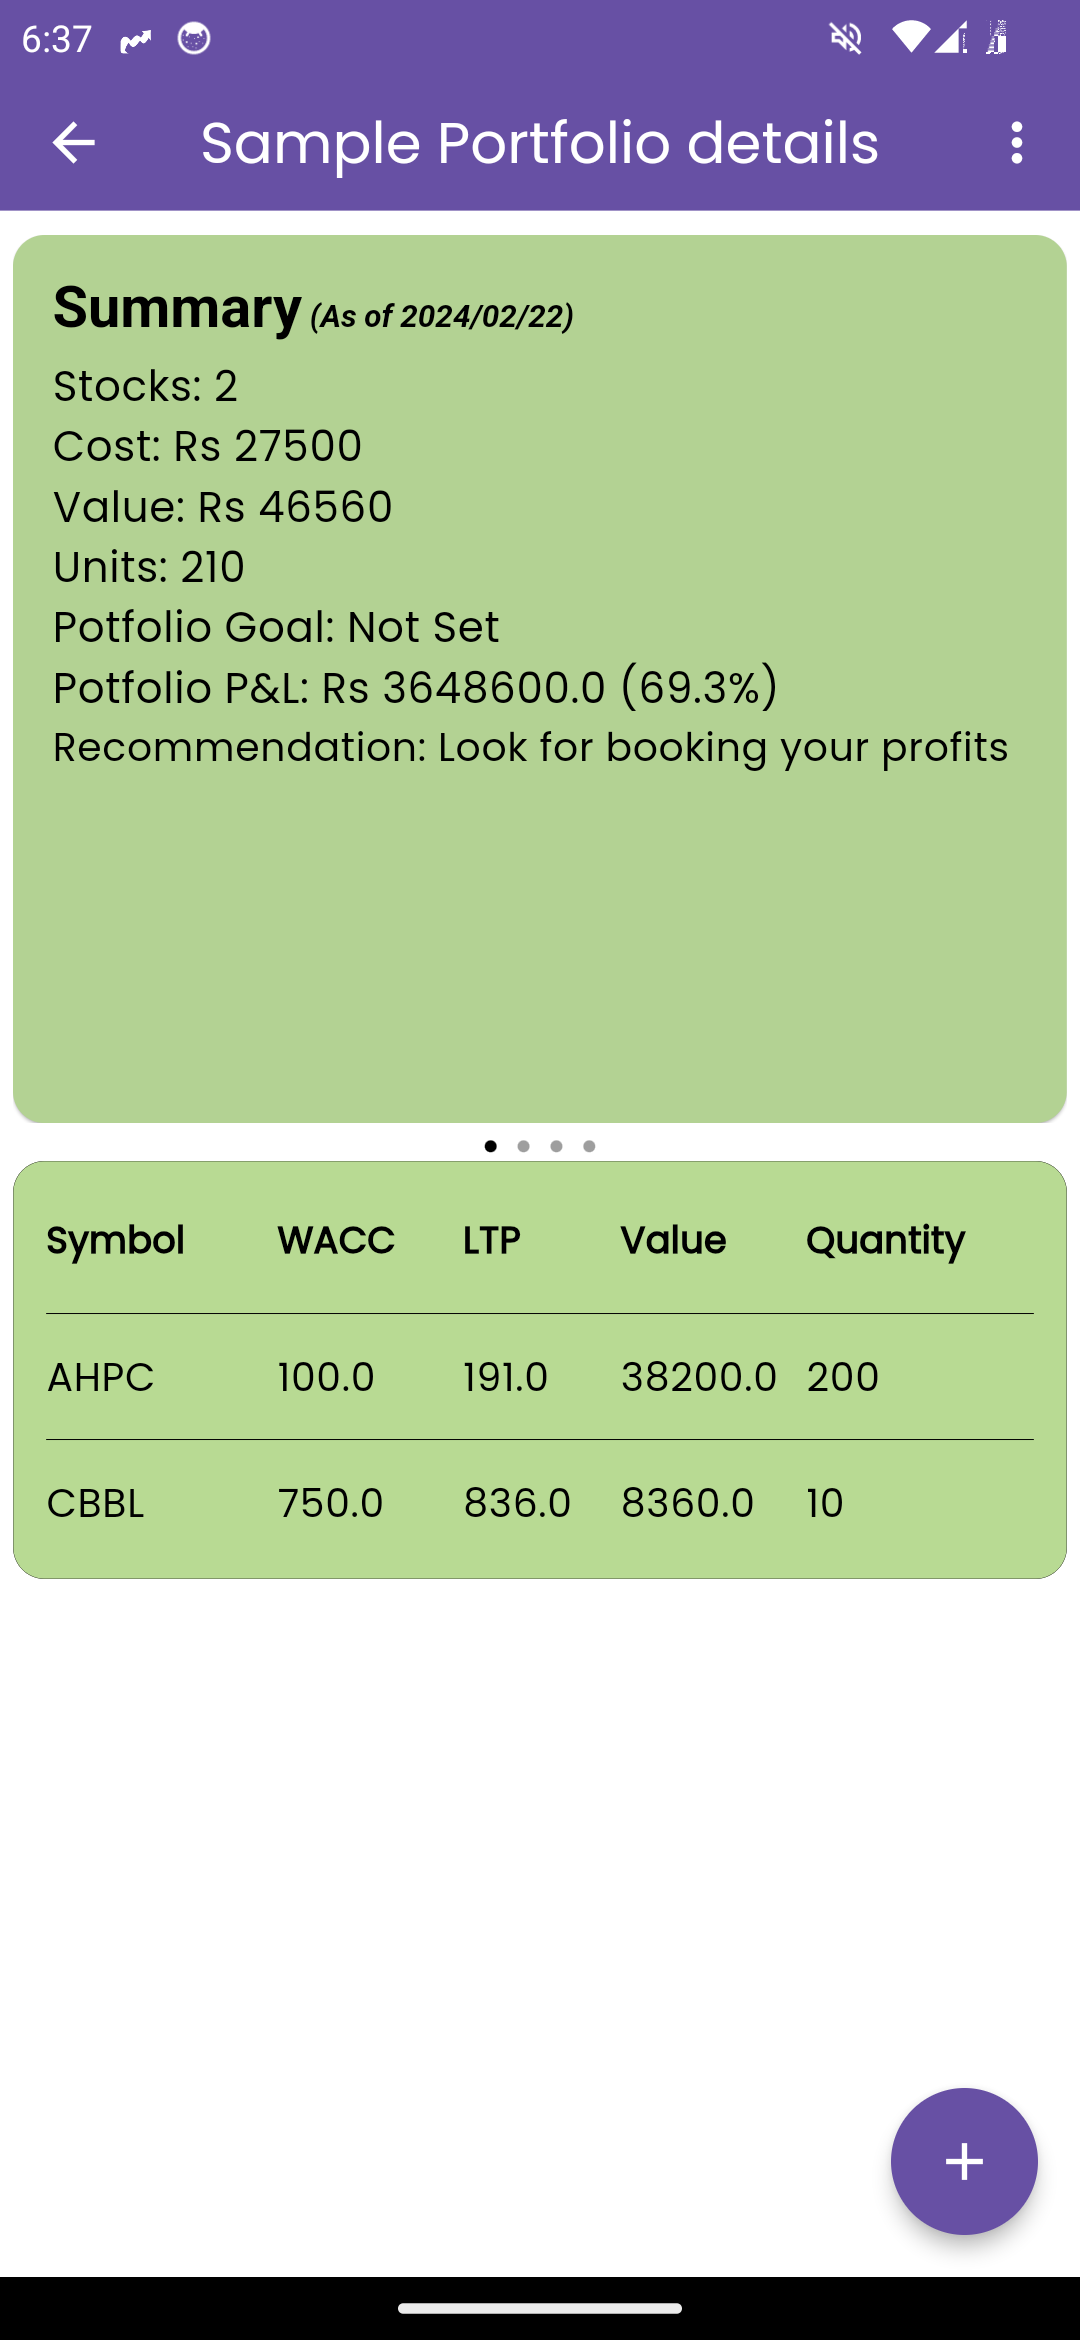 6:37
Sample Portfolio details
Summary (As of 2024/02/22)
Stocks: 2
Cost: Rs 27500
Value: Rs 46560
Units: 210
Potfolio Goal: Not Set
Potfolio P&L: Rs 3648600.0 (69.3%)
Recommendation: Look for booking your profits
Symbol WACC LTP Value Quantity
AHPC 100.0 191.0 38200.0 200
CBBL 750.0 836.0 8360.0 10